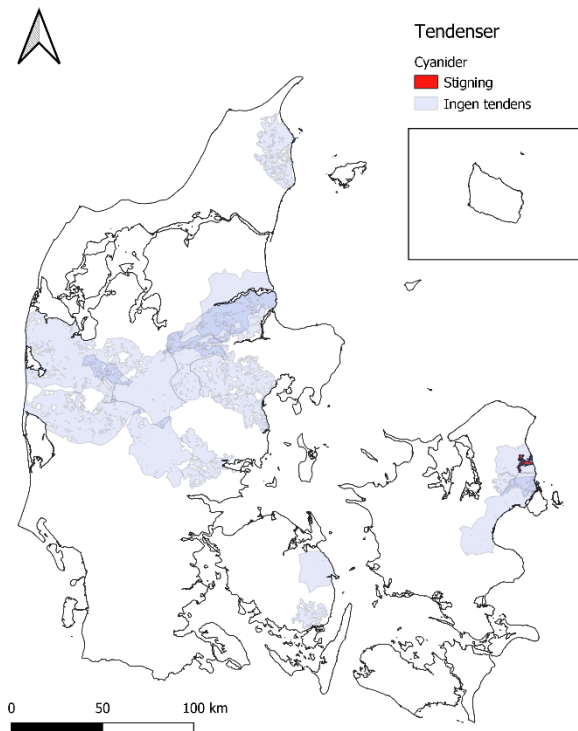 Tendenser
Cyanider
Stigning
Ingen tendens
0 50 100 km